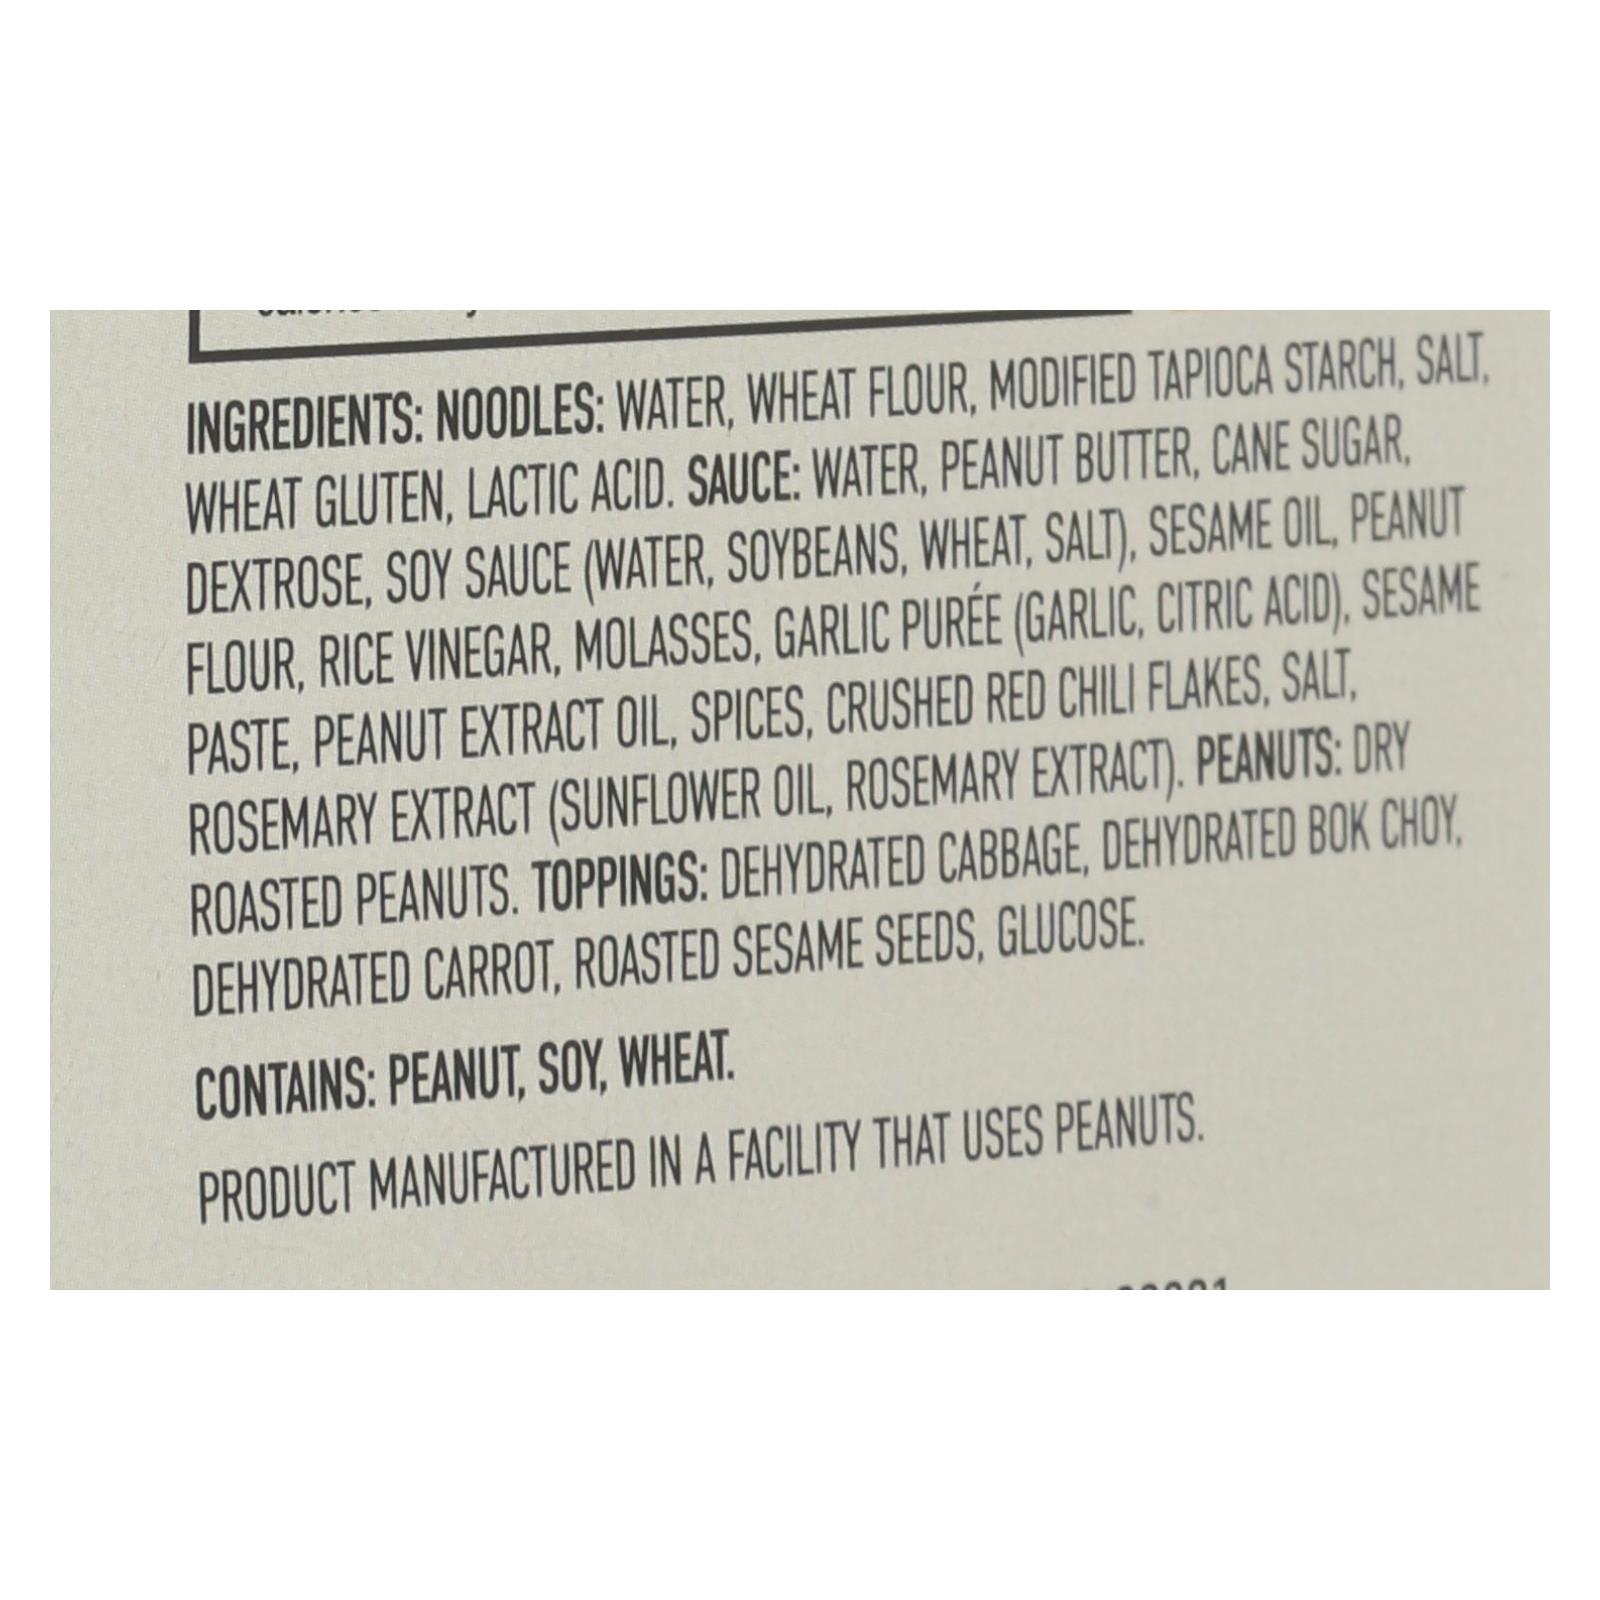 INGREDIENTS: NOODLES: WATER, WHEAT FLOUR, MODIFIED TAPIOCA STARCH, SALT,
WHEAT GLUTEN, LACTIC ACID. SAUCE: WATER, PEANUT BUTTER, CANE SUGAR,
DEXTROSE, SOY SAUCE (WATER, SOYBEANS, WHEAT, SALT), SESAME OIL, PEANUT
FLOUR, RICE VINEGAR, MOLASSES, GARLIC PURÉE (GARLIC, CITRIC ACID), SESAME
PASTE, PEANUT EXTRACT OIL, SPICES, CRUSHED RED CHILI FLAKES, SALT,
ROSEMARY EXTRACT (SUNFLOWER OIL, ROSEMARY EXTRACT). PEANUTS: DRY
ROASTED PEANUTS. TOPPINGS: DEHYDRATED CABBAGE, DEHYDRATED BOK CHOY,
DEHYDRATED CARROT, ROASTED SESAME SEEDS, GLUCOSE.
CONTAINS: PEANUT, SOY, WHEAT.
PRODUCT MANUFACTURED IN A FACILITY THAT USES PEANUTS.